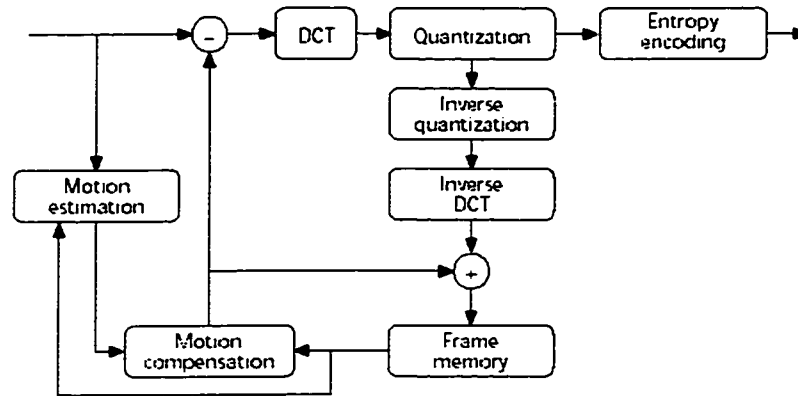 −
DCT
Quantization
Entropy
encoding
Inverse
quantization
Motion
estimation
Inverse
DCT
+
Motion
compensation
Frame
memory